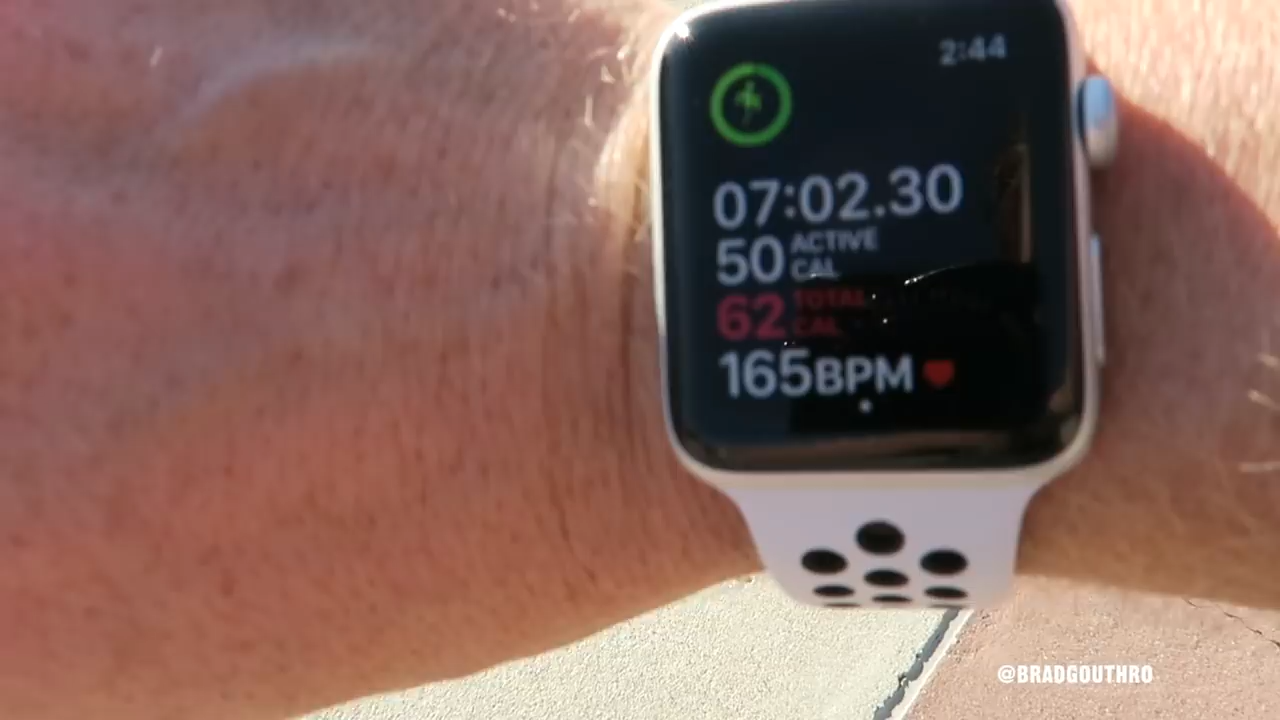 2:44
07:02.30
50 ACTIVE
CAL
62 TOTAL
CAL
165BPM
@BRADGOUTHRO